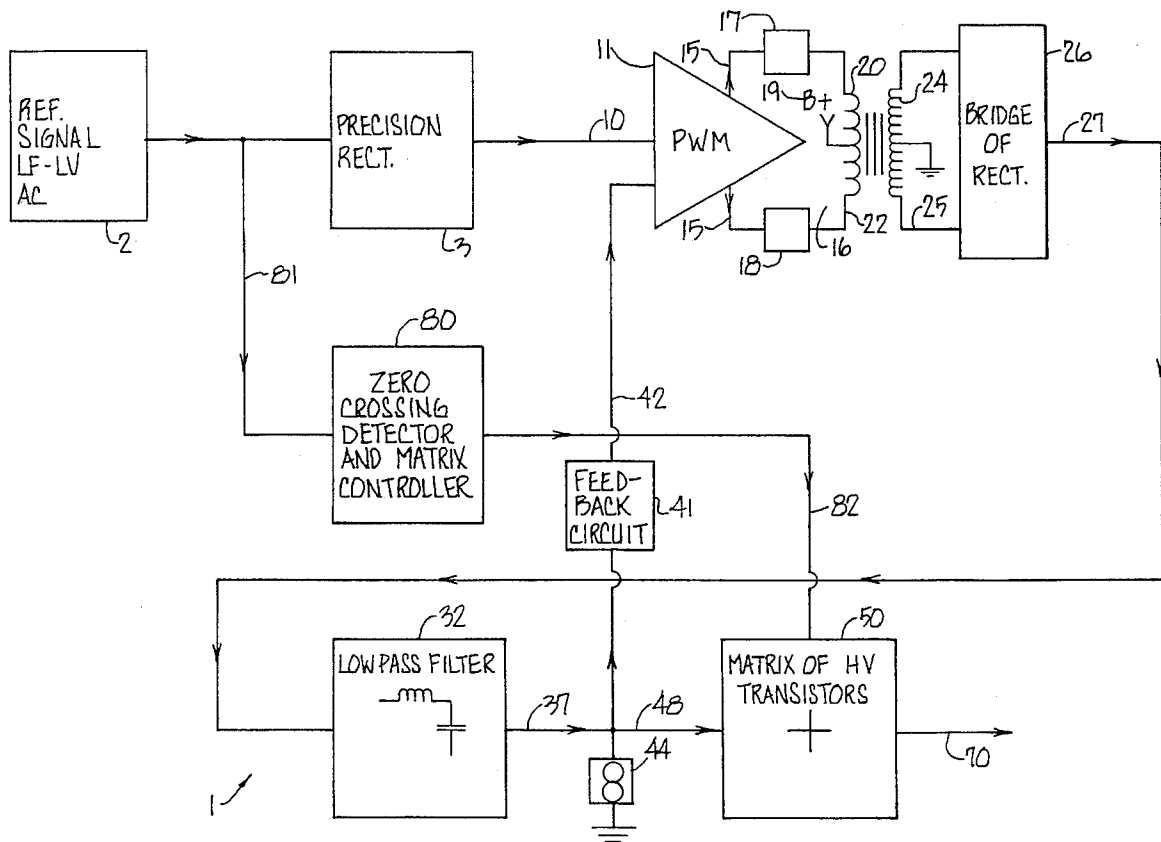 REF.
SIGNAL
LF-LV
AC
2
PRECISION
RECT.
3
10
11
PWM
15
15
17
18
19 B+
20
16
22
24
25
BRIDGE
OF
RECT.
26
27
81
80
ZERO
CROSSING
DETECTOR
AND MATRIX
CONTROLLER
42
FEED-
BACK
CIRCUIT
41
82
32
LOW PASS FILTER
37
48
44
50
MATRIX OF HV
TRANSISTORS
70
1